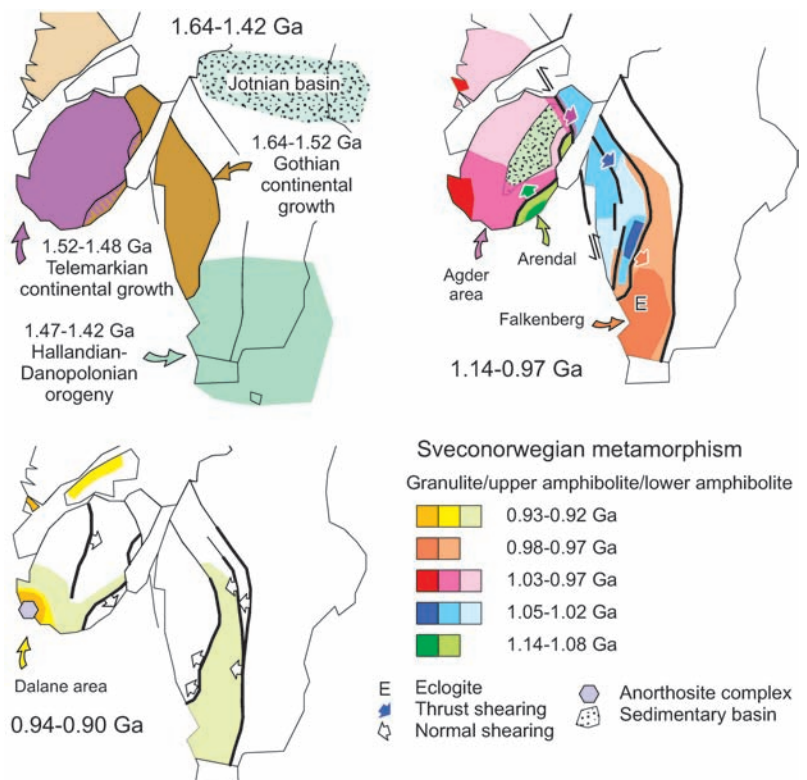 1.64-1.42 Ga
Jotnian basin
1.64-1.52 Ga
Gothian
continental
growth
1.52-1.48 Ga
Telemarkian
continental growth
1.47-1.42 Ga
Hallandian-
Danopolonian
orogeny
Arendal
Agder
area
E
Falkenberg
1.14-0.97 Ga
Dalane area
0.94-0.90 Ga
Sveconorwegian metamorphism
Granulite/upper amphibolite/lower amphibolite
0.93-0.92 Ga
0.98-0.97 Ga
1.03-0.97 Ga
1.05-1.02 Ga
1.14-1.08 Ga
E Eclogite
Thrust shearing
Normal shearing
Anorthosite complex
Sedimentary basin